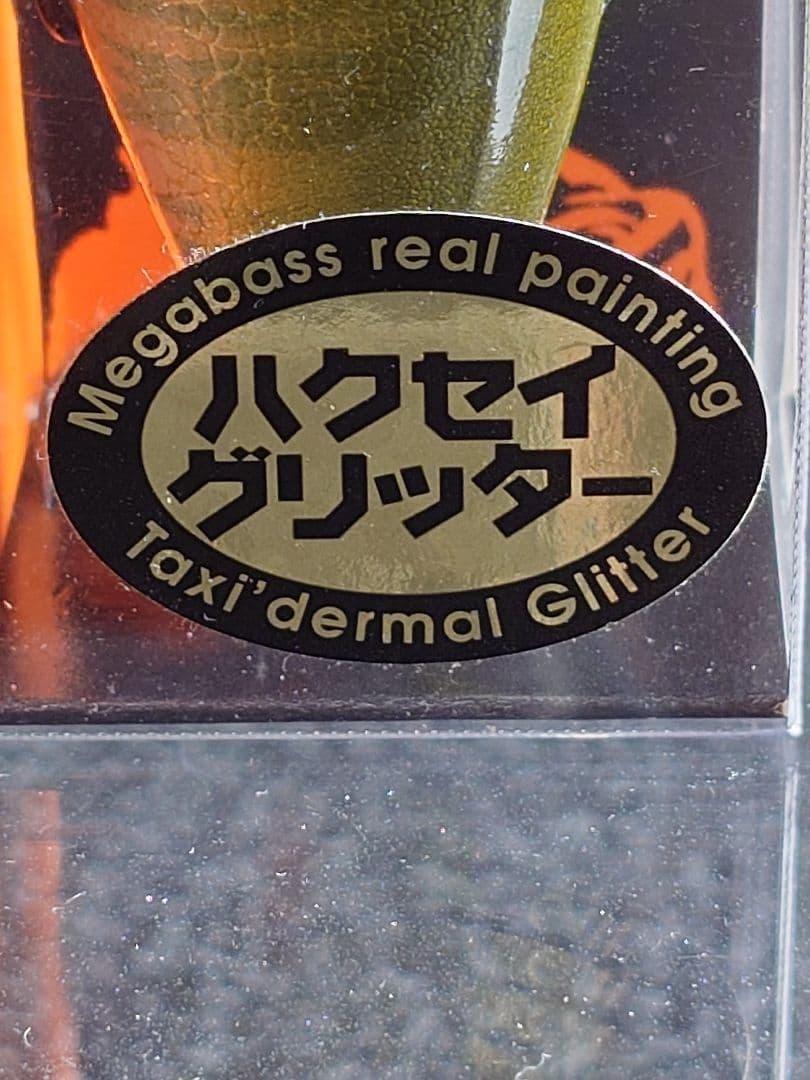 Megabass real painting
ハクセイ
グリッター
Taxi'dermal Glitter